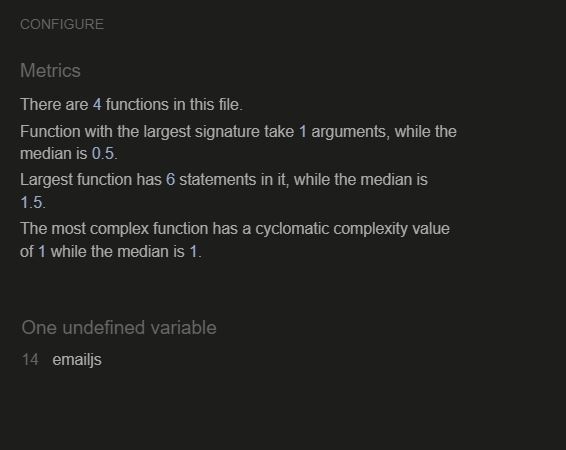 CONFIGURE
Metrics
There are 4 functions in this file.
Function with the largest signature take 1 arguments, while the
median is 0.5.
Largest function has 6 statements in it, while the median is
1.5.
The most complex function has a cyclomatic complexity value
of 1 while the median is 1.
One undefined variable
14 emailjs